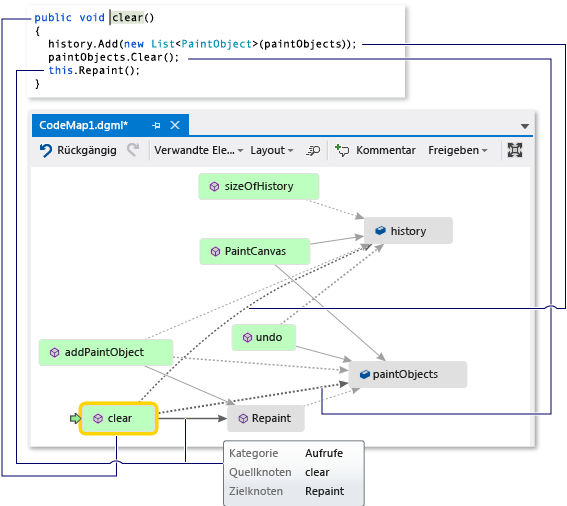 public void clear()
{
history.Add(new List<PaintObject>(paintObjects));
paintObjects.Clear();
this.Repaint();
}
CodeMap1.dgml*
Rückgängig Verwandte Ele... Layout Kommentar Freigeben
sizeOfHistory
history
PaintCanvas
undo
addPaintObject
paintObjects
clear
Repaint
Kategorie Aufrufe
Quellknoten clear
Zielknoten Repaint